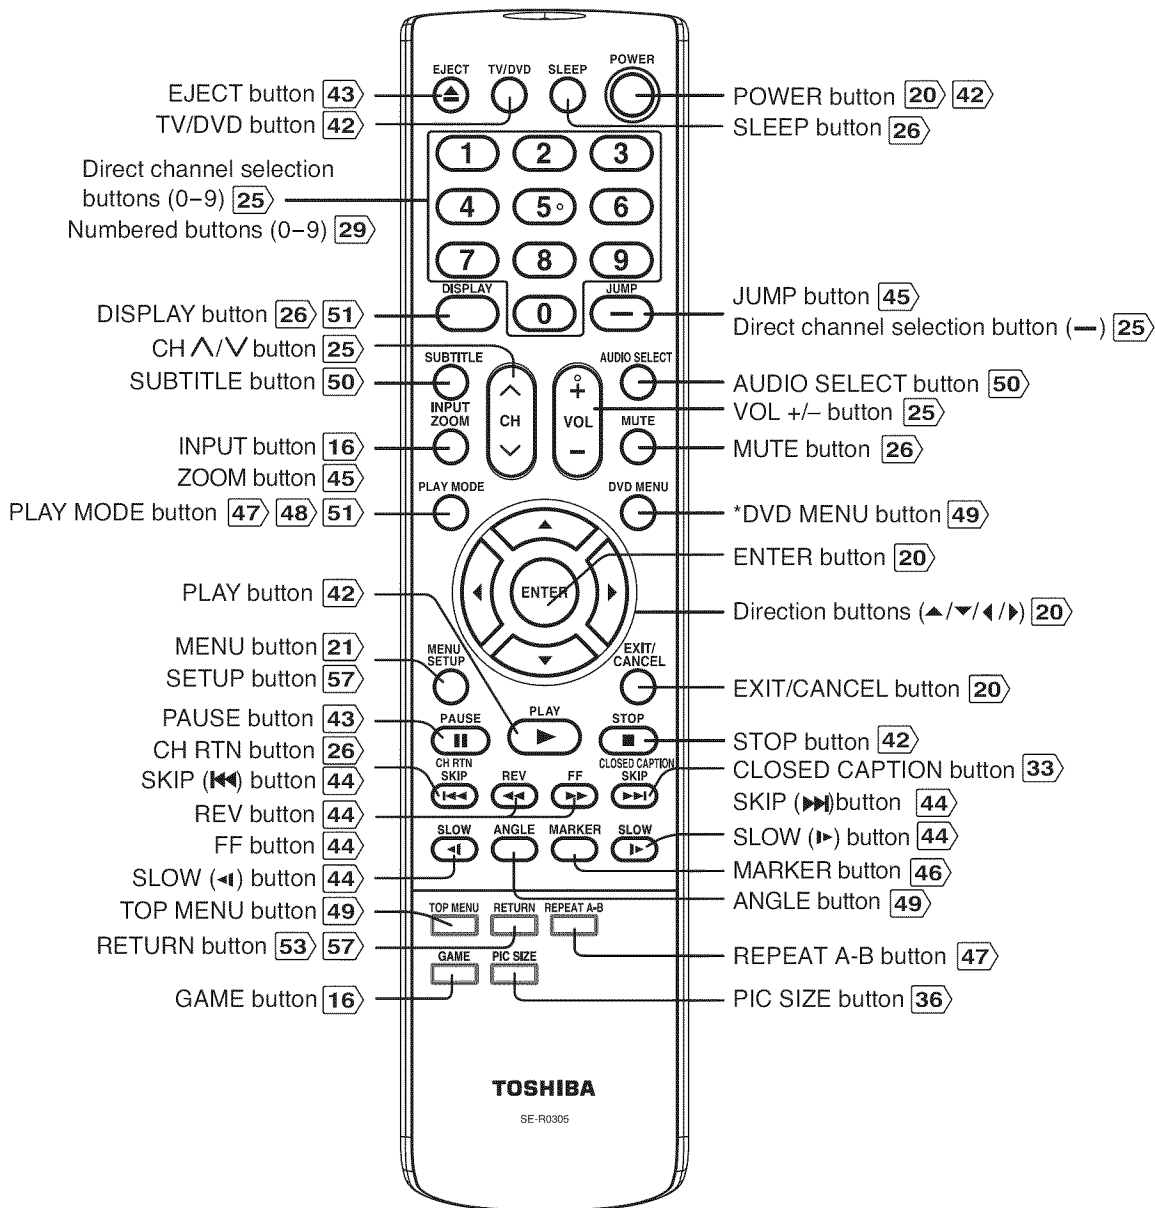 EJECT TV/DVD SLEEP POWER
EJECT button 43
TV/DVD button 42
Direct channel selection
buttons (0–9) 25
Numbered buttons (0–9) 29
DISPLAY button 26 51
CH ∧/∨ button 25
SUBTITLE button 50
INPUT button 16
ZOOM button 45
PLAY MODE button 47 48 51
PLAY button 42
MENU button 21
SETUP button 57
PAUSE button 43
CH RTN button 26
SKIP (⏮) button 44
REV button 44
FF button 44
SLOW (◂I) button 44
TOP MENU button 49
RETURN button 53 57
GAME button 16
1 2 3
4 5 6
7 8 9
DISPLAY 0 JUMP
—
SUBTITLE AUDIO SELECT
INPUT
ZOOM
∧ CH ∨
+ VOL –
MUTE
PLAY MODE DVD MENU
▲
◀ ENTER ▶
▼
MENU
SETUP
EXIT/
CANCEL
PAUSE PLAY STOP
CH RTN
SKIP REV FF
CLOSED CAPTION
SKIP
SLOW ANGLE MARKER SLOW
TOP MENU RETURN REPEAT A-B
GAME PIC SIZE
TOSHIBA
SE-R0305
POWER button 20 42
SLEEP button 26
JUMP button 45
Direct channel selection button (—) 25
AUDIO SELECT button 50
VOL +/– button 25
MUTE button 26
*DVD MENU button 49
ENTER button 20
Direction buttons (▲/▼/◀/▶) 20
EXIT/CANCEL button 20
STOP button 42
CLOSED CAPTION button 33
SKIP (⏭)button 44
SLOW (I▸) button 44
MARKER button 46
ANGLE button 49
REPEAT A-B button 47
PIC SIZE button 36